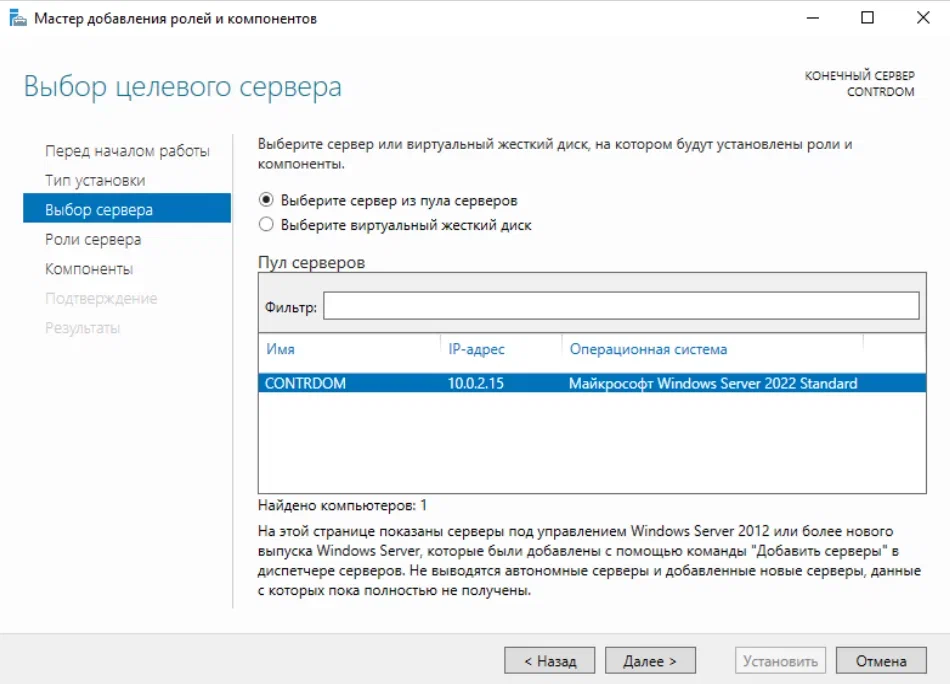 Мастер добавления ролей и компонентов
Выбор целевого сервера
КОНЕЧНЫЙ СЕРВЕР
CONTRDOM
Перед началом работы
Тип установки
Выбор сервера
Роли сервера
Компоненты
Подтверждение
Результаты
Выберите сервер или виртуальный жесткий диск, на котором будут установлены роли и
компоненты.
Выберите сервер из пула серверов
Выберите виртуальный жесткий диск
Пул серверов
Фильтр:
Имя IP-адрес Операционная система
CONTRDOM 10.0.2.15 Майкрософт Windows Server 2022 Standard
Найдено компьютеров: 1
На этой странице показаны серверы под управлением Windows Server 2012 или более нового
выпуска Windows Server, которые были добавлены с помощью команды "Добавить серверы" в
диспетчере серверов. Не выводятся автономные серверы и добавленные новые серверы, данные
с которых пока полностью не получены.
< Назад Далее > Установить Отмена